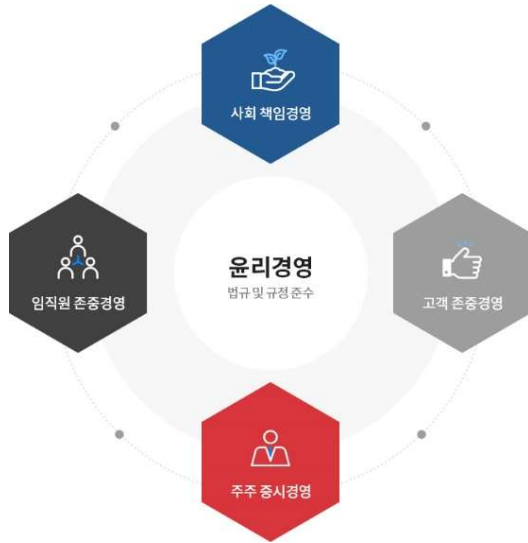 사회 책임경영
임직원 존중경영
윤리경영
법규 및 규정 준수
고객 존중경영
주주 중시경영